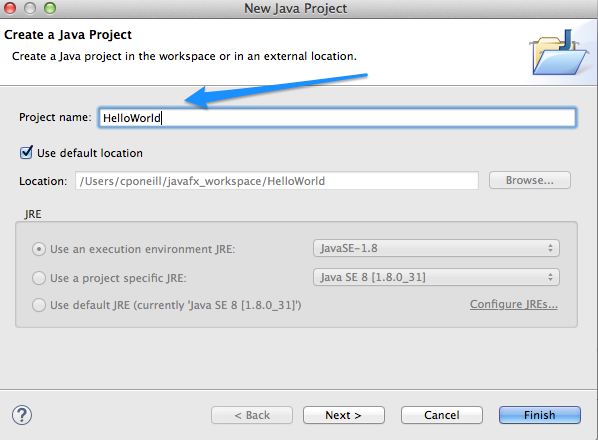 New Java Project
Create a Java Project
Create a Java project in the workspace or in an external location.
Project name: HelloWorld
Use default location
Location: /Users/cponeill/javafx_workspace/HelloWorld Browse...
JRE
Use an execution environment JRE: JavaSE-1.8
Use a project specific JRE: Java SE 8 [1.8.0_31]
Use default JRE (currently 'Java SE 8 [1.8.0_31]') Configure JREs...
? < Back Next > Cancel Finish